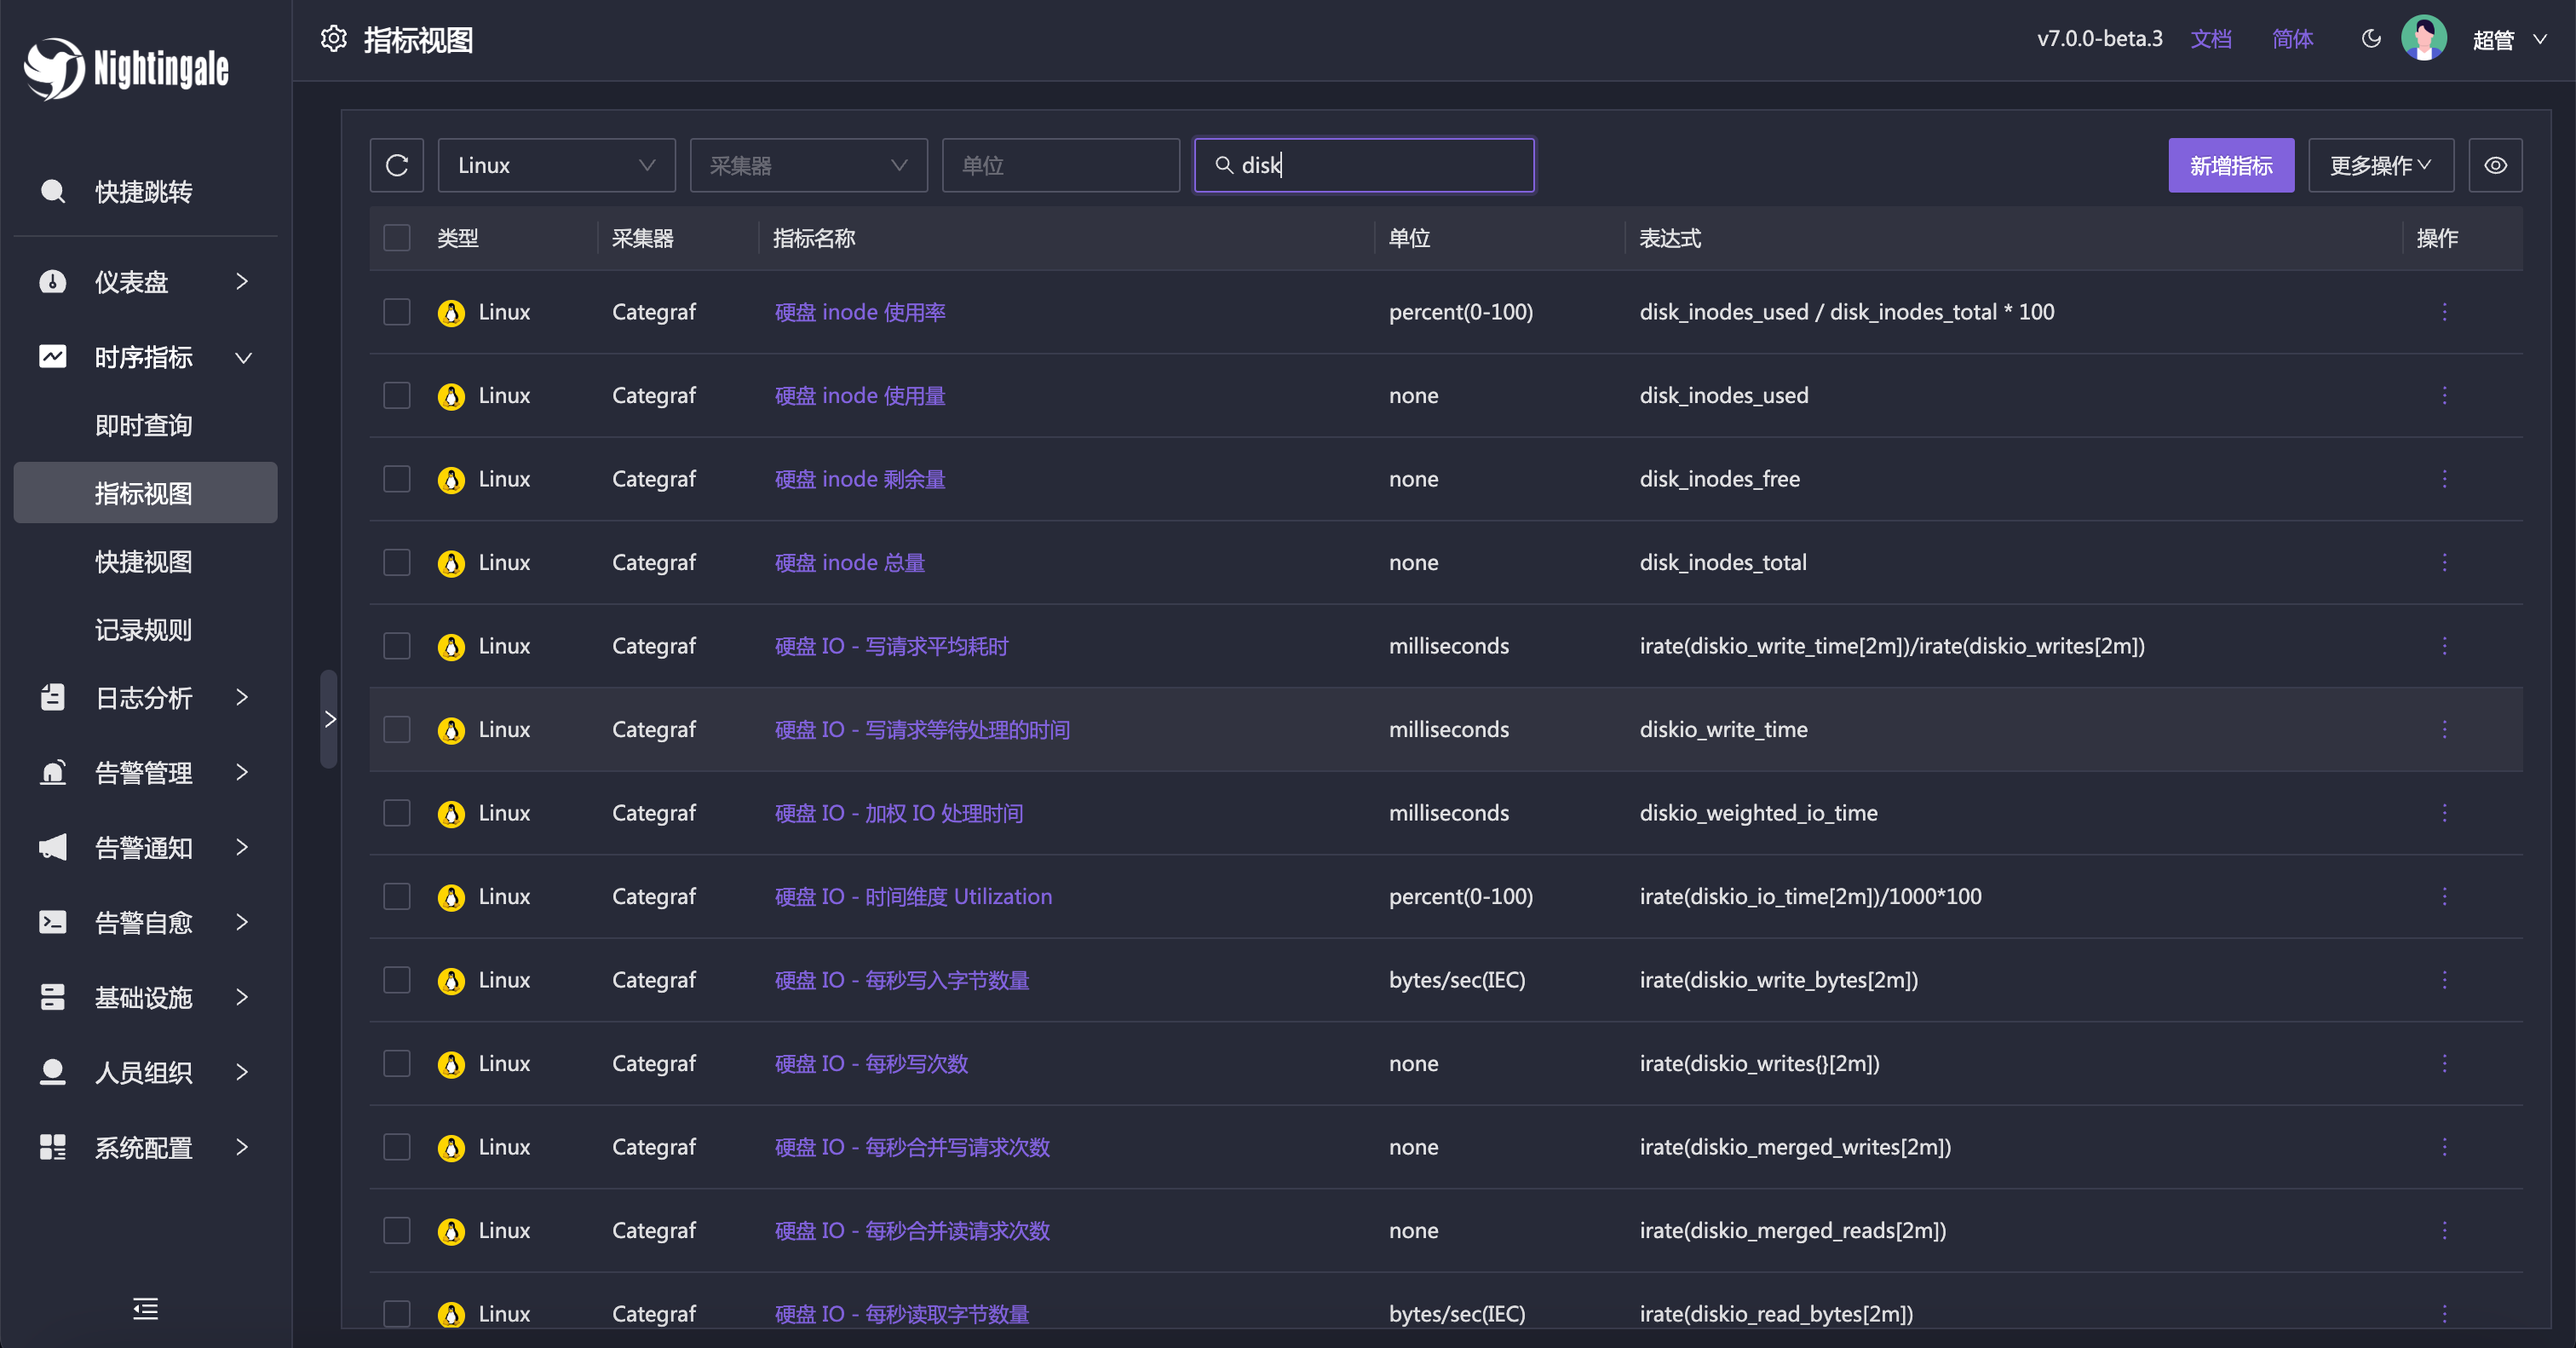 Nightingale
快捷跳转
仪表盘
时序指标
即时查询
指标视图
快捷视图
记录规则
日志分析
告警管理
告警通知
告警自愈
基础设施
人员组织
系统配置
指标视图
v7.0.0-beta.3 文档 简体 超管
Linux 采集器 单位 disk 新增指标 更多操作
类型 采集器 指标名称 单位 表达式 操作
Linux Categraf 硬盘 inode 使用率 percent(0-100) disk_inodes_used / disk_inodes_total * 100
Linux Categraf 硬盘 inode 使用量 none disk_inodes_used
Linux Categraf 硬盘 inode 剩余量 none disk_inodes_free
Linux Categraf 硬盘 inode 总量 none disk_inodes_total
Linux Categraf 硬盘 IO - 写请求平均耗时 milliseconds irate(diskio_write_time[2m])/irate(diskio_writes[2m])
Linux Categraf 硬盘 IO - 写请求等待处理的时间 milliseconds diskio_write_time
Linux Categraf 硬盘 IO - 加权 IO 处理时间 milliseconds diskio_weighted_io_time
Linux Categraf 硬盘 IO - 时间维度 Utilization percent(0-100) irate(diskio_io_time[2m])/1000*100
Linux Categraf 硬盘 IO - 每秒写入字节数量 bytes/sec(IEC) irate(diskio_write_bytes[2m])
Linux Categraf 硬盘 IO - 每秒写次数 none irate(diskio_writes{}[2m])
Linux Categraf 硬盘 IO - 每秒合并写请求次数 none irate(diskio_merged_writes[2m])
Linux Categraf 硬盘 IO - 每秒合并读请求次数 none irate(diskio_merged_reads[2m])
Linux Categraf 硬盘 IO - 每秒读取字节数量 bytes/sec(IEC) irate(diskio_read_bytes[2m])